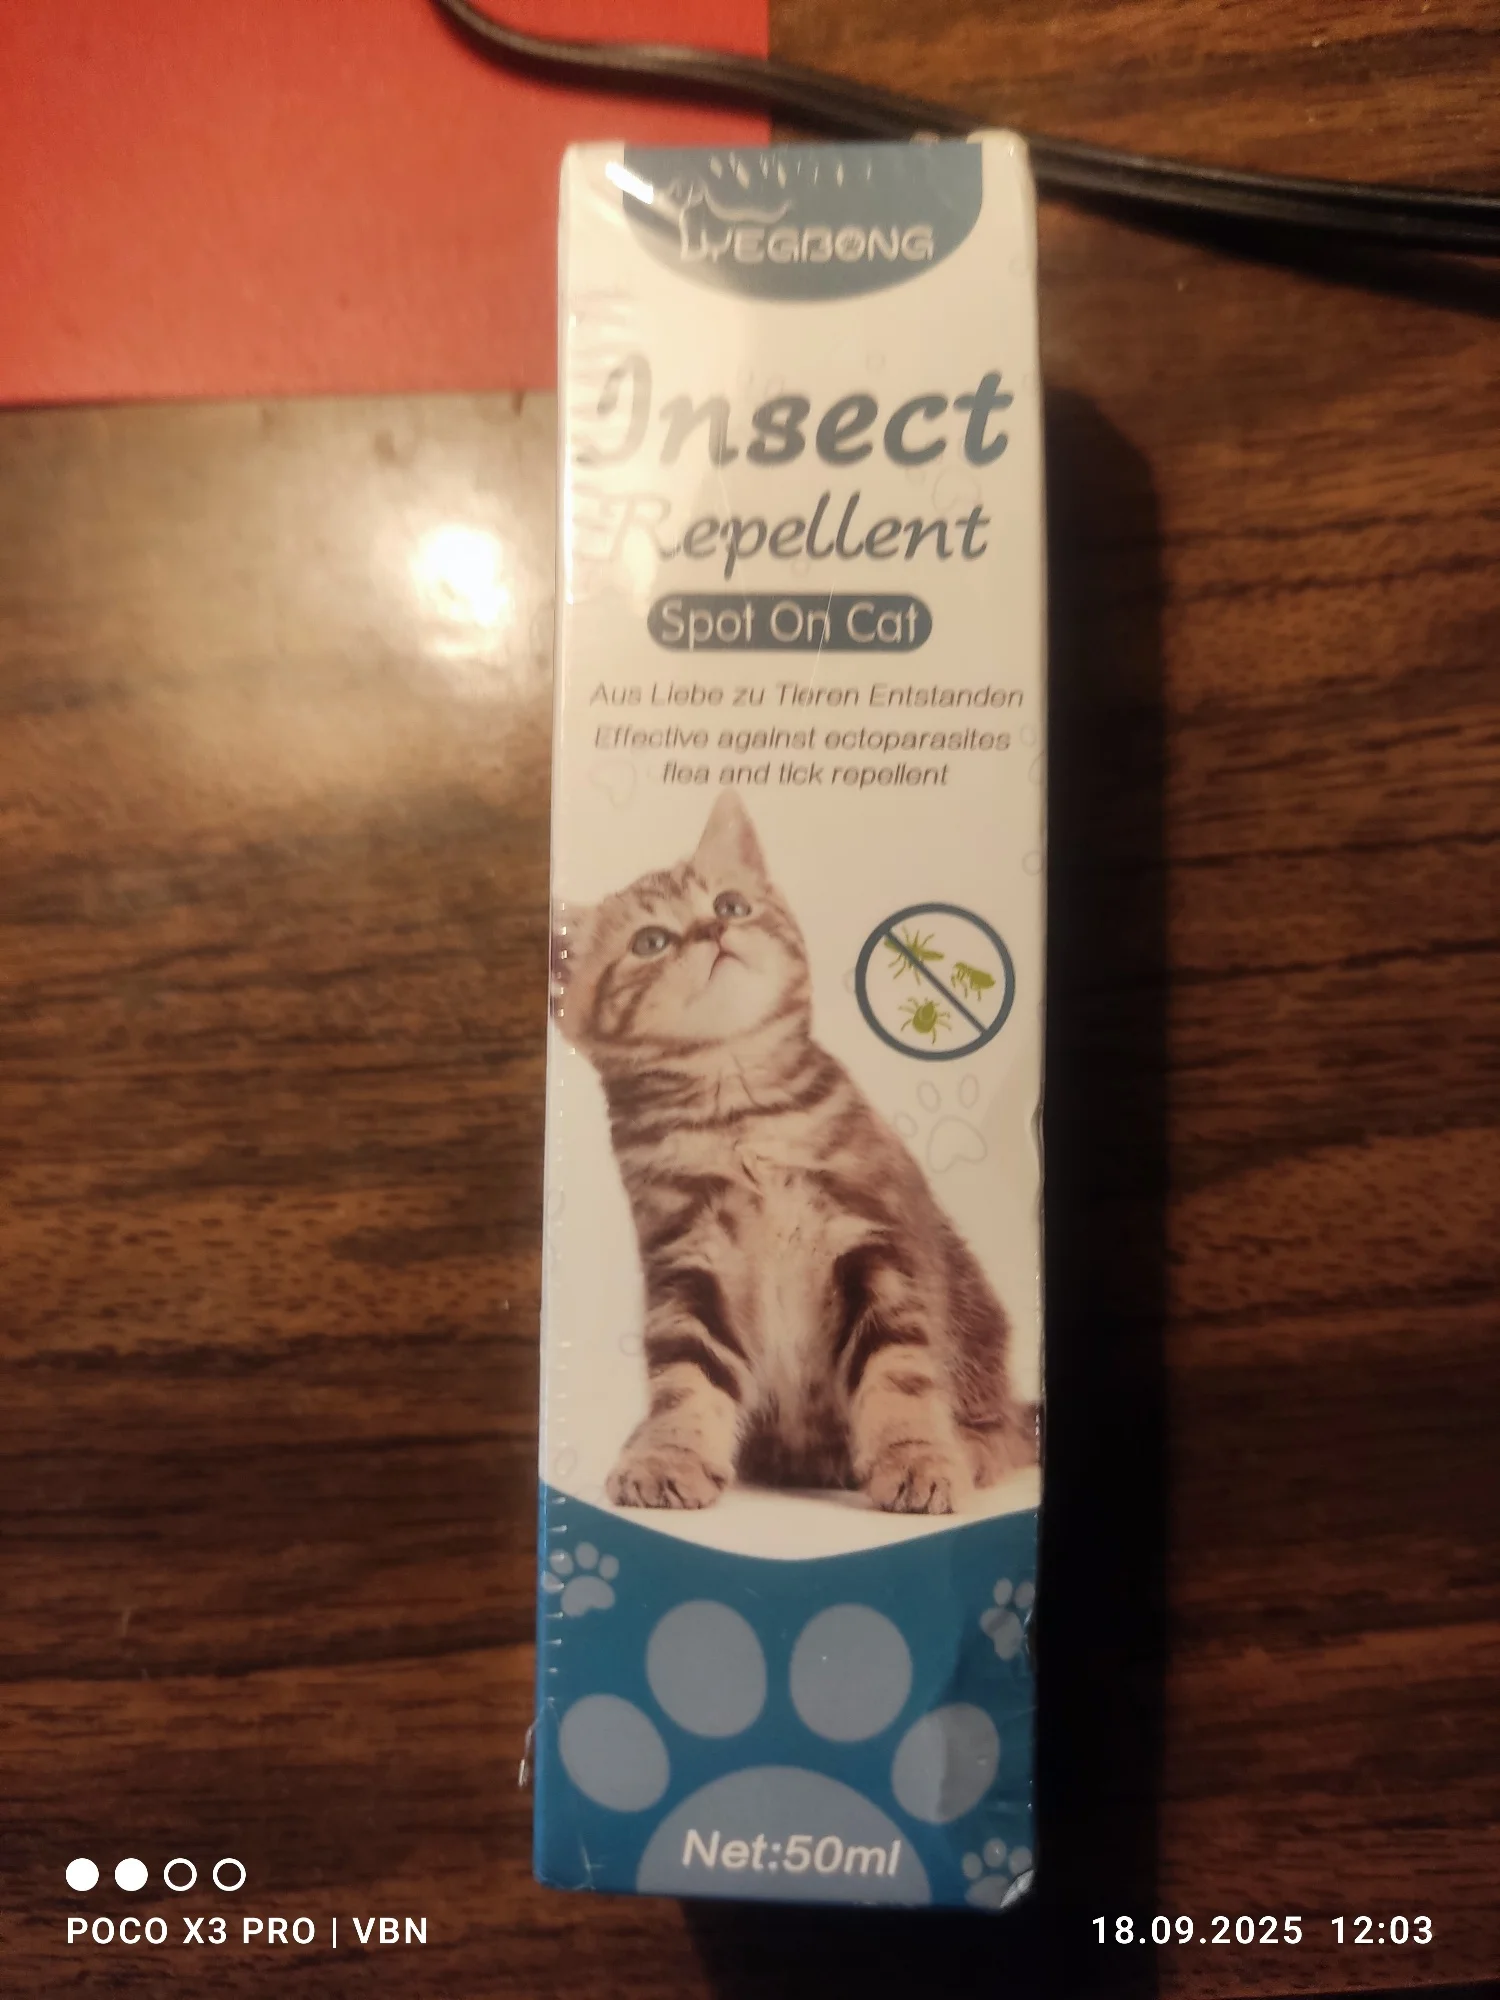 UYEGBONG
Insect
Repellent
Spot On Cat
Aus Liebe zu Tieren Entstanden
Effective against ectoparasites
flea and tick repellent
Net:50ml
POCO X3 PRO | VBN
18.09.2025 12:03